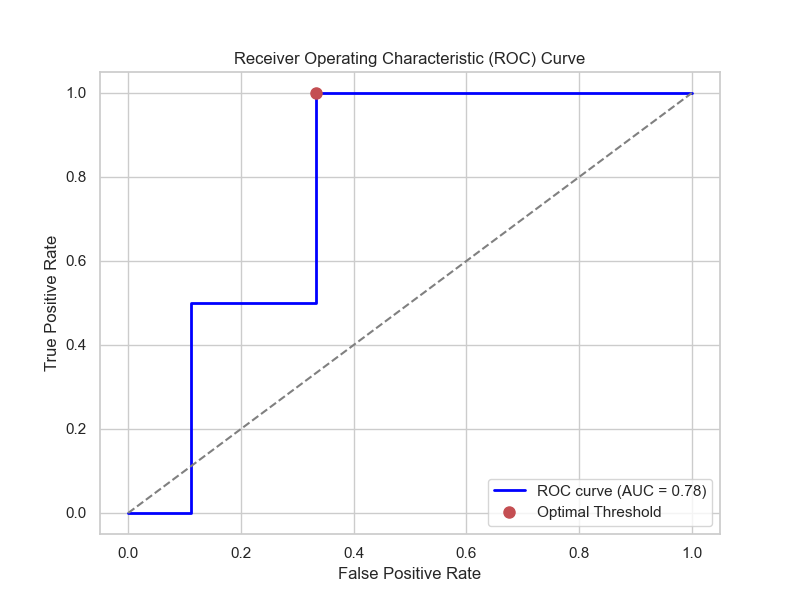 Receiver Operating Characteristic (ROC) Curve
True Positive Rate
1.0
0.8
0.6
0.4
0.2
0.0
ROC curve (AUC = 0.78)
Optimal Threshold
0.0 0.2 0.4 0.6 0.8 1.0
False Positive Rate